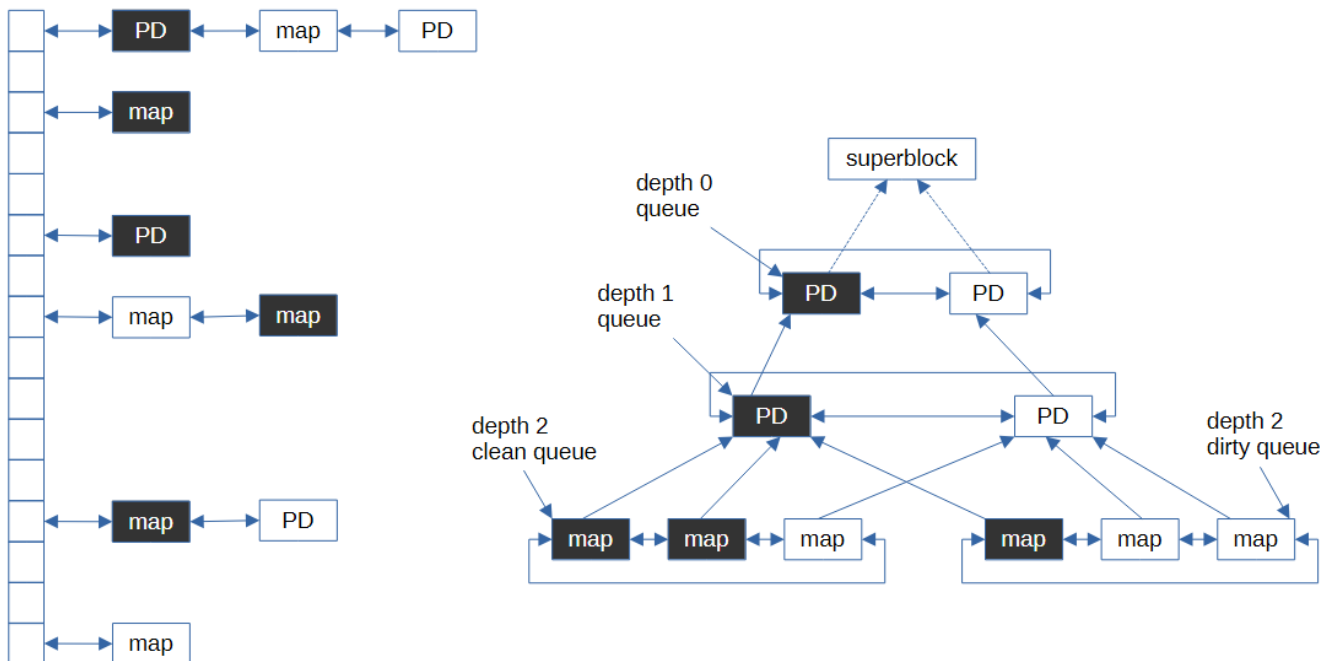 PD
map
PD
map
PD
map
map
map
PD
map
superblock
depth 0
queue
PD
PD
depth 1
queue
PD
PD
depth 2
clean queue
depth 2
dirty queue
map
map
map
map
map
map